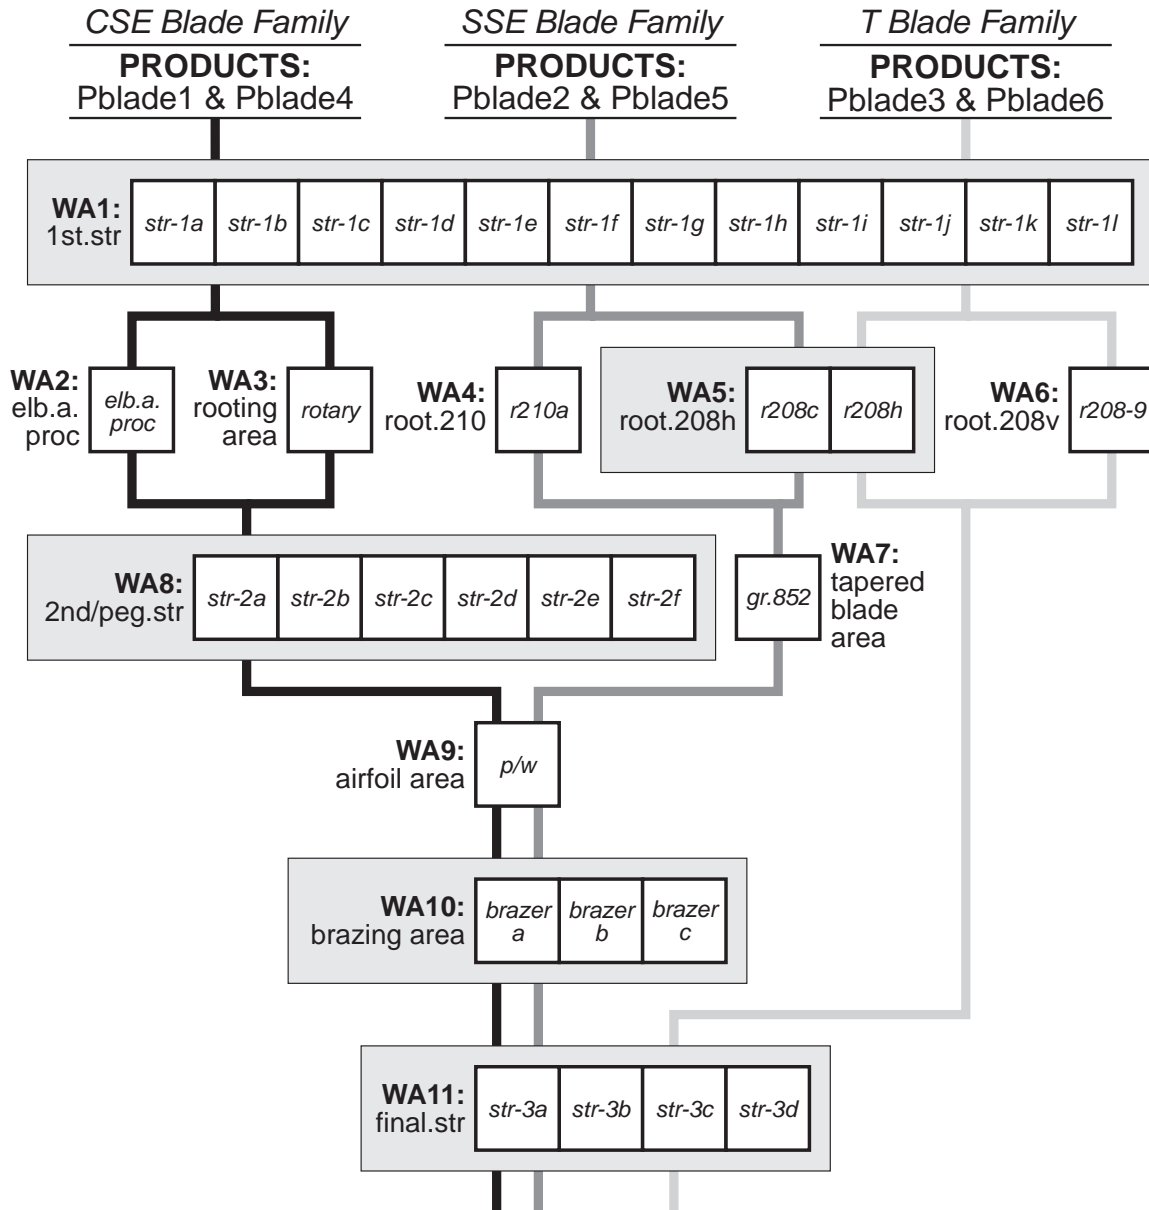 CSE Blade Family
PRODUCTS:
Pblade1 & Pblade4
SSE Blade Family
PRODUCTS:
Pblade2 & Pblade5
T Blade Family
PRODUCTS:
Pblade3 & Pblade6
WA1:
1st.str
str-1a
str-1b
str-1c
str-1d
str-1e
str-1f
str-1g
str-1h
str-1i
str-1j
str-1k
str-1l
WA2:
elb.a.
proc
elb.a.
proc
WA3:
rooting
area
rotary
WA4:
root.210
r210a
WA5:
root.208h
r208c
r208h
WA6:
root.208v
r208-9
WA8:
2nd/peg.str
str-2a
str-2b
str-2c
str-2d
str-2e
str-2f
gr.852
WA7:
tapered
blade
area
WA9:
airfoil area
p/w
WA10:
brazing area
brazer
a
brazer
b
brazer
c
WA11:
final.str
str-3a
str-3b
str-3c
str-3d